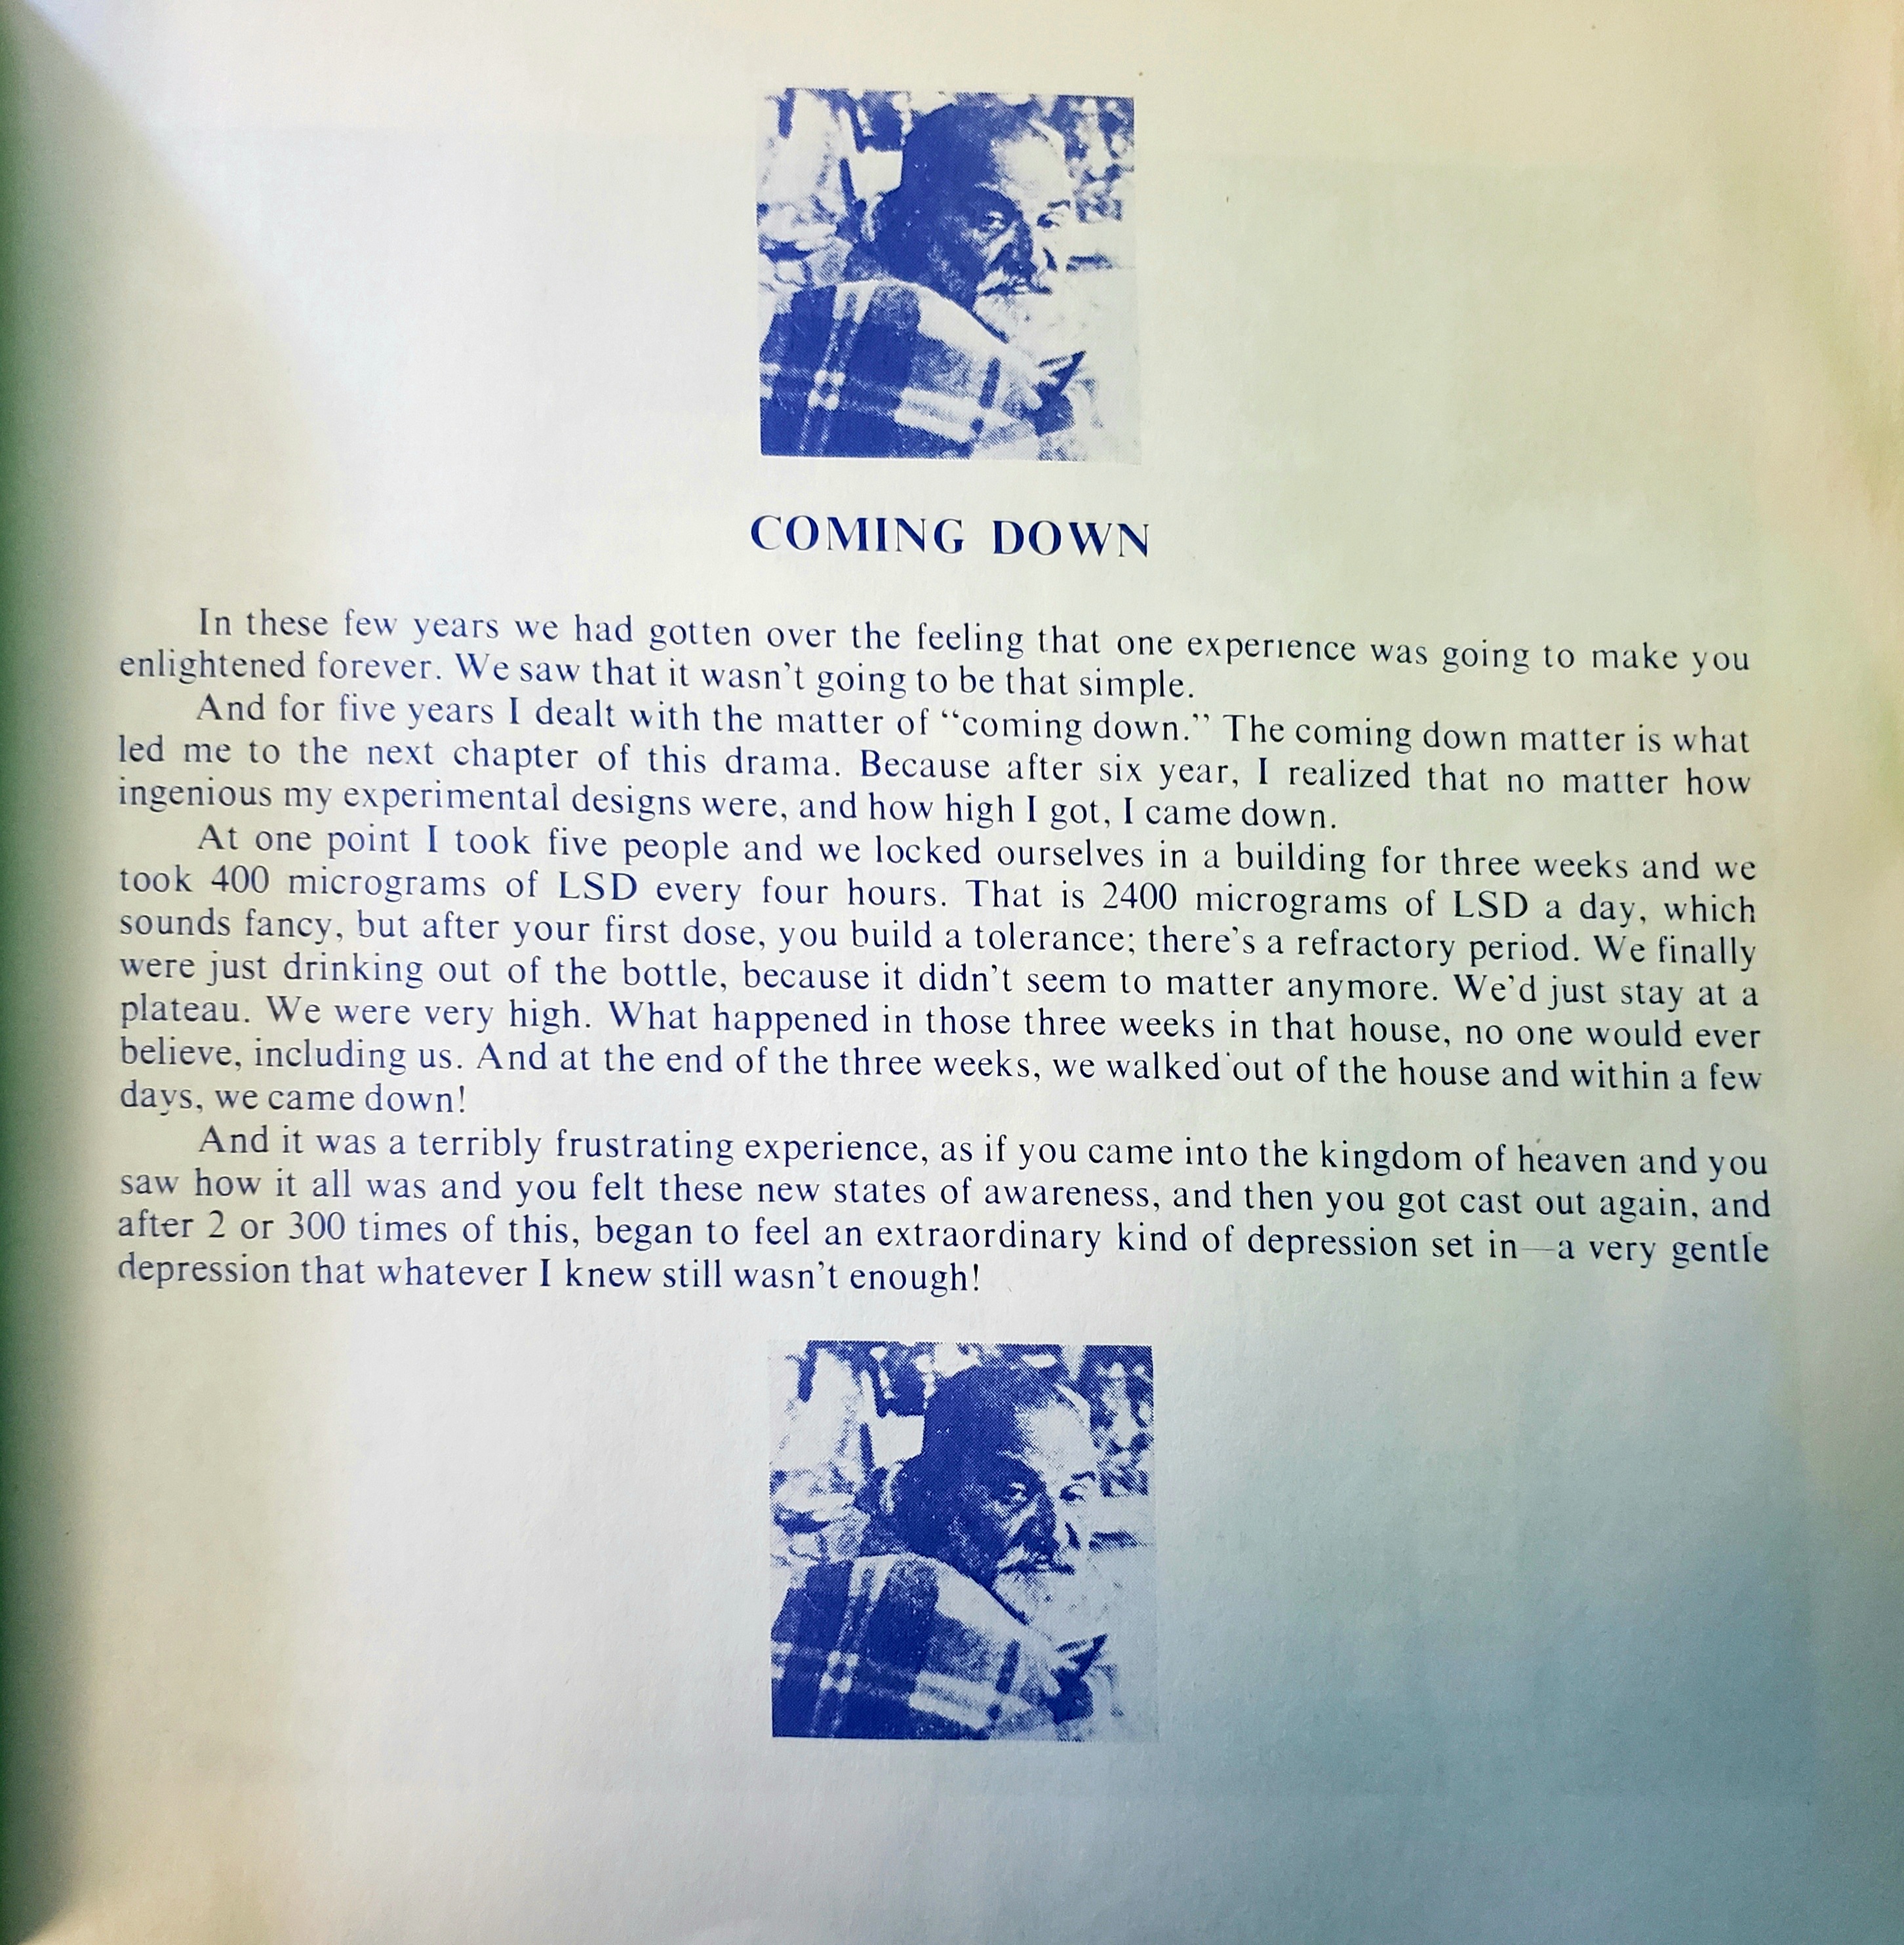 COMING DOWN
In these few years we had gotten over the feeling that one experience was going to make you
enlightened forever. We saw that it wasn't going to be that simple.
And for five years I dealt with the matter of “coming down.” The coming down matter is what
led me to the next chapter of this drama. Because after six year, I realized that no matter how
ingenious my experimental designs were, and how high I got, I came down.
At one point I took five people and we locked ourselves in a building for three weeks and we
took 400 micrograms of LSD every four hours. That is 2400 micrograms of LSD a day, which
sounds fancy, but after your first dose, you build a tolerance; there's a refractory period. We finally
were just drinking out of the bottle, because it didn't seem to matter anymore. We'd just stay at a
plateau. We were very high. What happened in those three weeks in that house, no one would ever
believe, including us. And at the end of the three weeks, we walked out of the house and within a few
days, we came down!
And it was a terribly frustrating experience, as if you came into the kingdom of heaven and you
saw how it all was and you felt these new states of awareness, and then you got cast out again, and
after 2 or 300 times of this, began to feel an extraordinary kind of depression set in—a very gentle
depression that whatever I knew still wasn't enough!